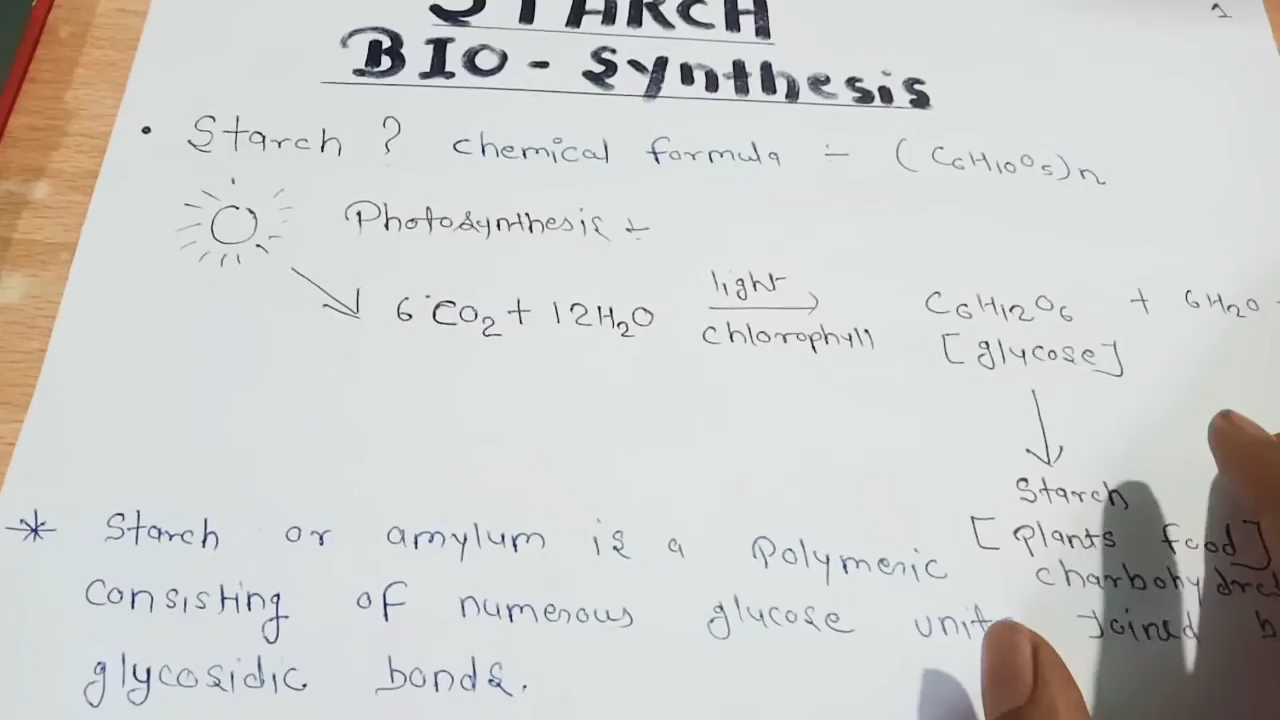 STARCH
BIO - Synthesis
1
• Starch ? chemical formula :- (C6H10O5)n
Photosynthesis :-
6 CO2 + 12H2O light → chlorophyll C6H12O6 + 6H2O
[glycose]
↓
Starch
[plants food]
* Starch or amylum is a polymeric
consisting of numerous glucose units joined
glycosidic bonds.